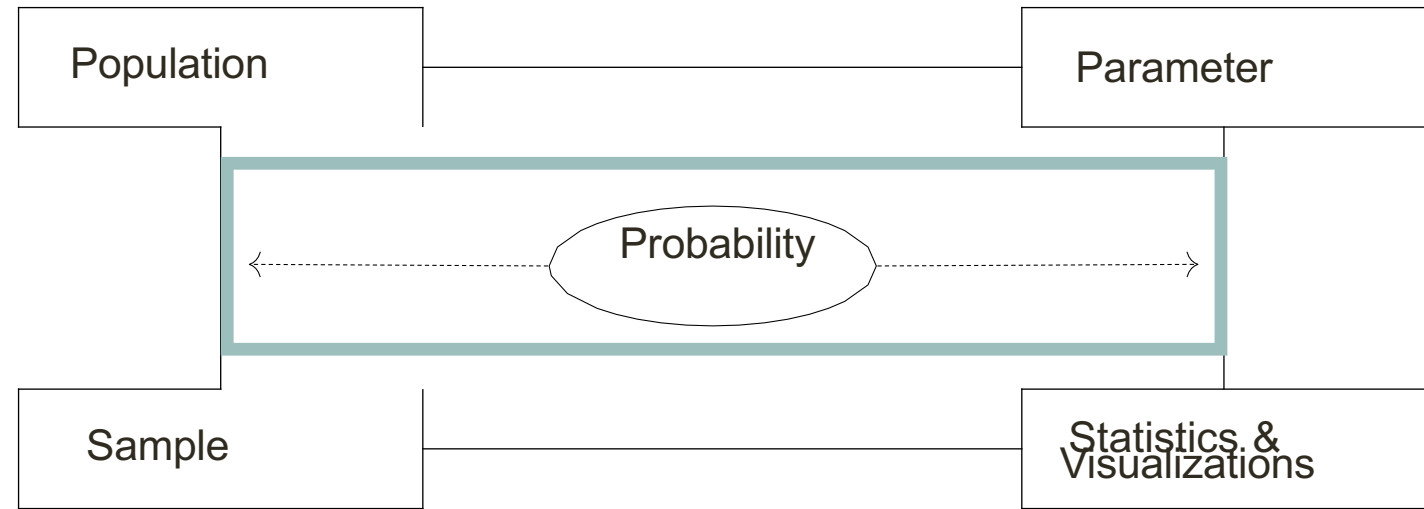 Population
Parameter
Probability
Sample
Statistics &
Visualizations